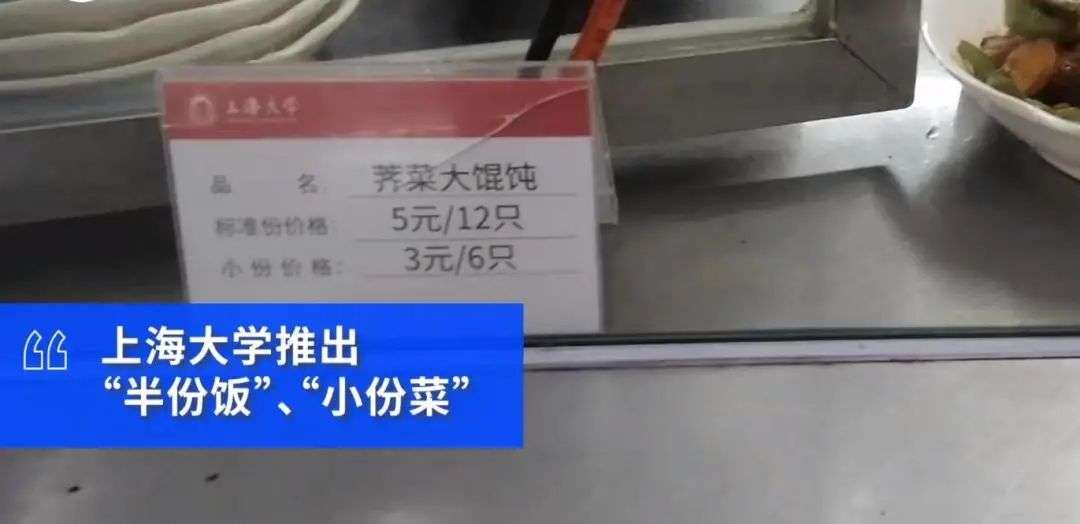 上海大学
品 名: 荠菜大馄饨
标准份价格: 5元/12只
小份价格: 3元/6只
上海大学推出
“半份饭”、“小份菜”